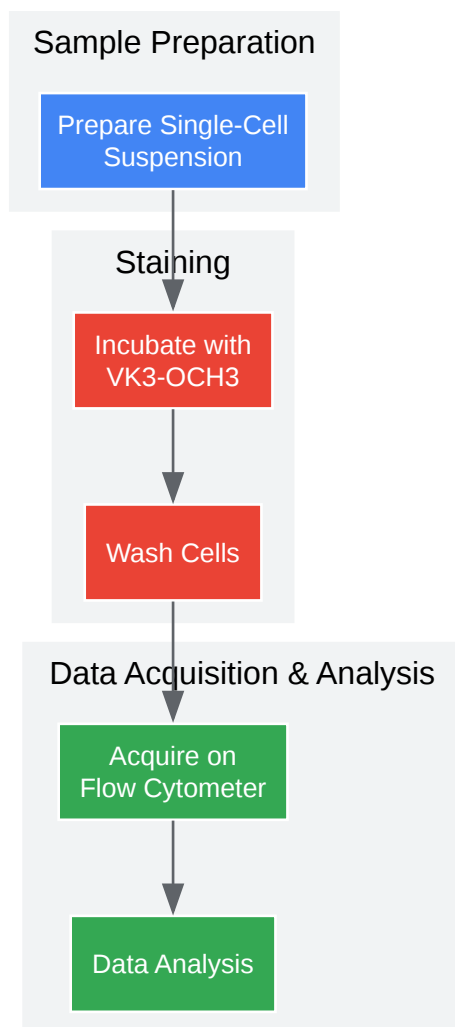 Sample Preparation
Prepare Single-Cell
Suspension
Staining
Incubate with
VK3-OCH3
Wash Cells
Data Acquisition & Analysis
Acquire on
Flow Cytometer
Data Analysis